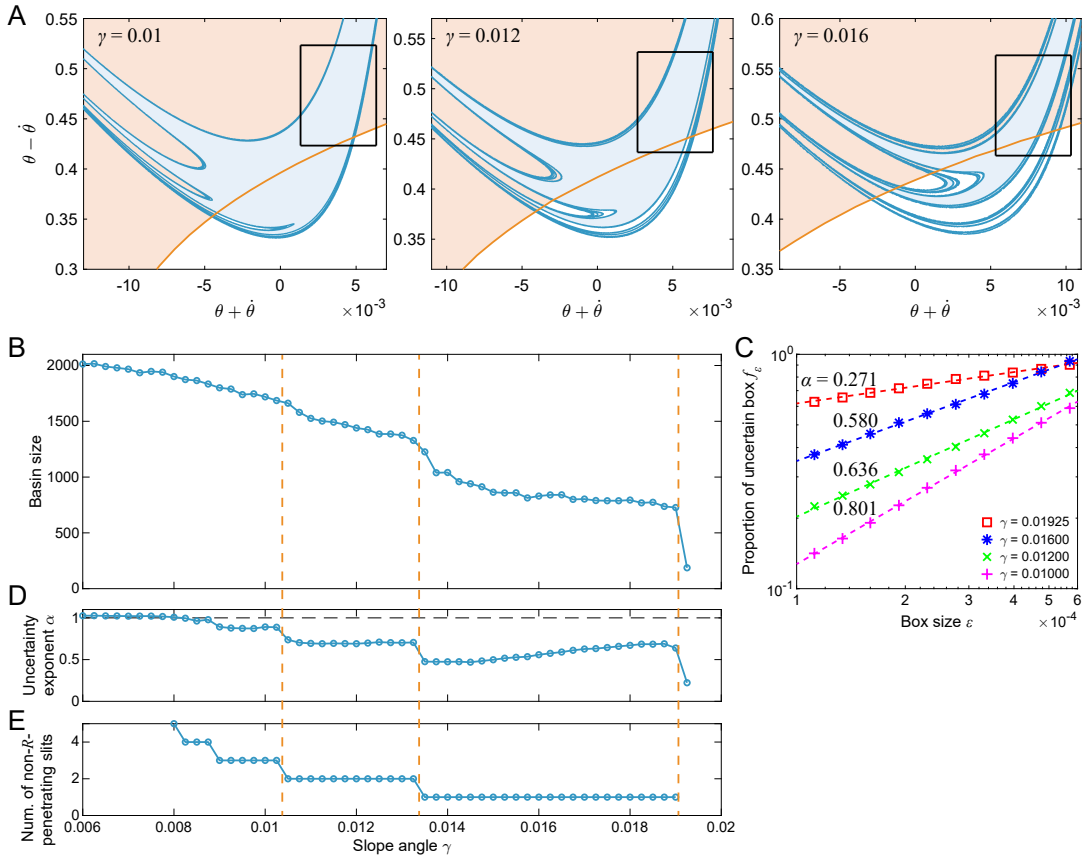 A
γ = 0.01
γ = 0.012
γ = 0.016
0.55
0.5
0.45
0.4
0.35
0.3
θ − θ̇
-10 -5 0 5
θ + θ̇ ×10⁻³
0.55
0.5
0.45
0.4
0.35
-10 -5 0 5
θ + θ̇ ×10⁻³
0.6
0.55
0.5
0.45
0.4
0.35
-5 0 5 10
θ + θ̇ ×10⁻³
B
2000
1500
1000
500
0
Basin size
C
10⁰
10⁻¹
Proportion of uncertain box f_ε
α = 0.271
0.580
0.636
0.801
γ = 0.01925
γ = 0.01600
γ = 0.01200
γ = 0.01000
1 2 3 4 5 6
Box size ε ×10⁻⁴
D
1
0.5
0
Uncertainty
exponent α
E
4
2
0
Num. of non-R-
penetrating slits
0.006 0.008 0.01 0.012 0.014 0.016 0.018 0.02
Slope angle γ